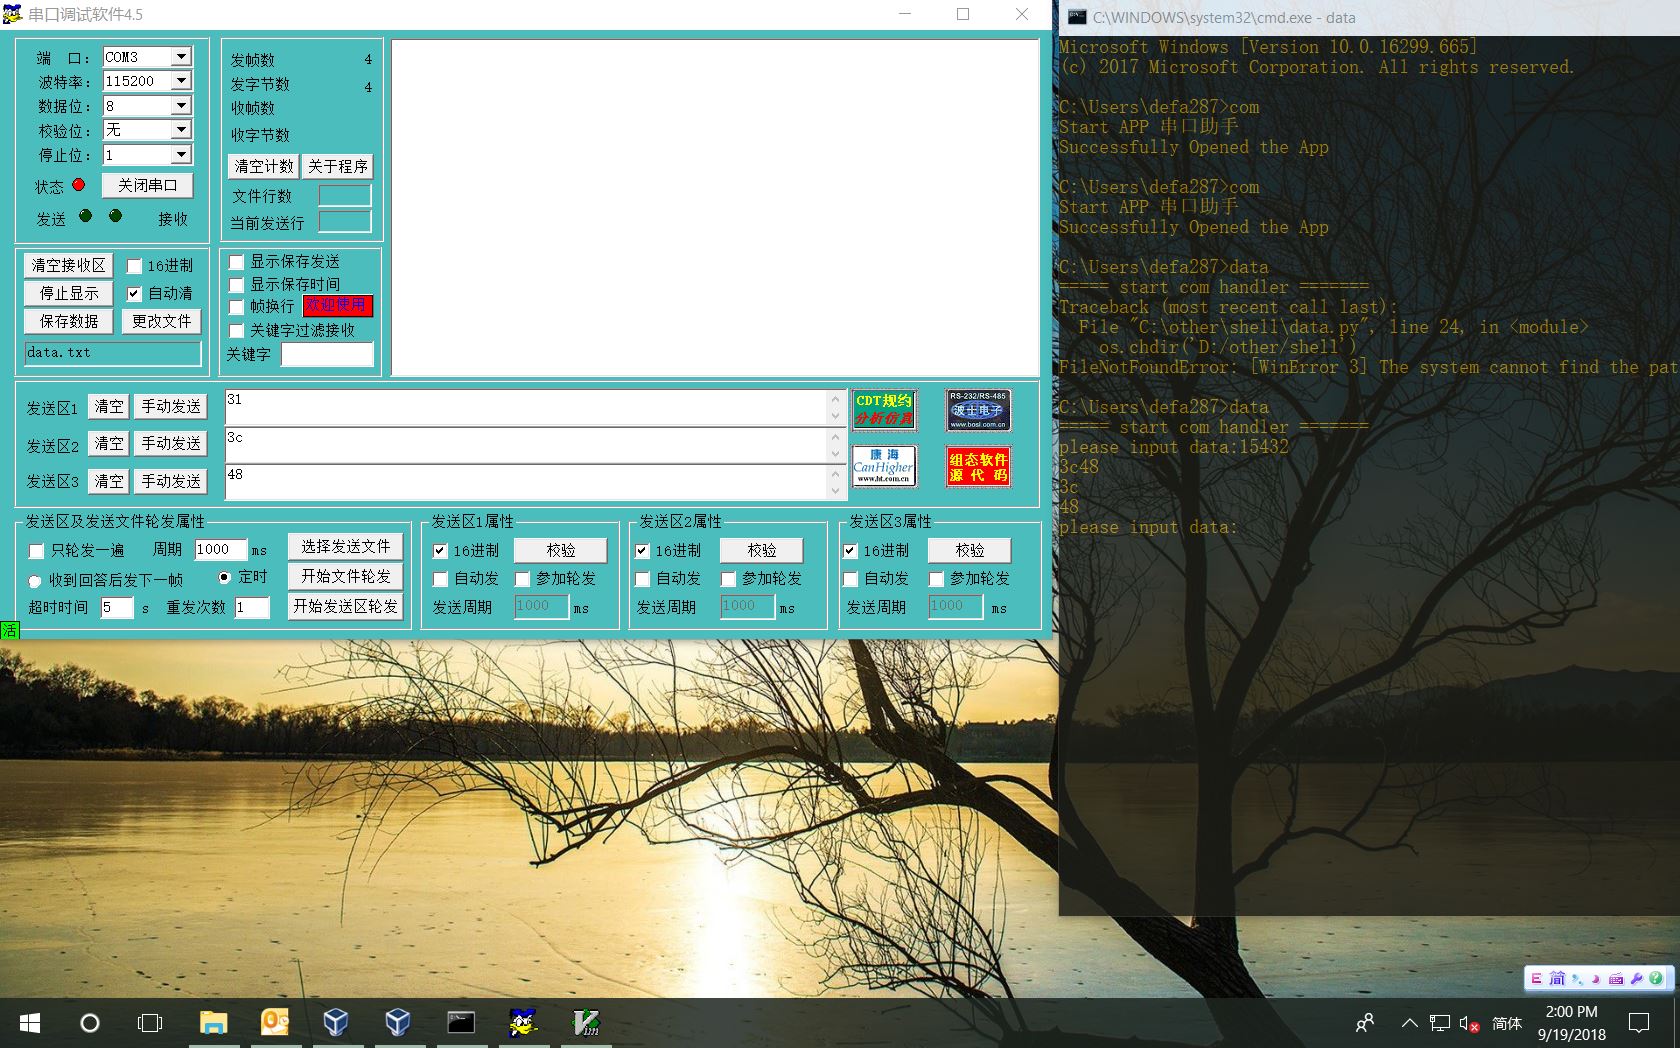 串口调试软件4.5
端 口： COM3
波特率： 115200
数据位： 8
校验位： 无
停止位： 1
状态 关闭串口
发送 接收
发帧数 4
发字节数 4
收帧数
收字节数
清空计数 关于程序
文件行数
当前发送行
清空接收区 16进制
停止显示 自动清
保存数据 更改文件
data.txt
显示保存发送
显示保存时间
帧换行 欢迎使用
关键字过滤接收
关键字
发送区1 清空 手动发送 31
发送区2 清空 手动发送 3c
发送区3 清空 手动发送 48
CDT规约
分析仿真
RS-232/RS-485
波士电子
www.bosi.com.cn
康海
CanHigher
www.ht.com.cn
组态软件
源 代 码
发送区及发送文件轮发属性
只轮发一遍 周期 1000 ms 选择发送文件
收到回答后发下一帧 定时 开始文件轮发
超时时间 5 s 重发次数 1 开始发送区轮发
发送区1属性
16进制 校验
自动发 参加轮发
发送周期 1000 ms
发送区2属性
16进制 校验
自动发 参加轮发
发送周期 1000 ms
发送区3属性
16进制 校验
自动发 参加轮发
发送周期 1000 ms
活
C:\WINDOWS\system32\cmd.exe - data
Microsoft Windows [Version 10.0.16299.665]
(c) 2017 Microsoft Corporation. All rights reserved.
C:\Users\defa287>com
Start APP 串口助手
Successfully Opened the App
C:\Users\defa287>com
Start APP 串口助手
Successfully Opened the App
C:\Users\defa287>data
===== start com handler =======
Traceback (most recent call last):
File "C:\other\shell\data.py", line 24, in <module>
os.chdir('D:/other/shell')
FileNotFoundError: [WinError 3] The system cannot find the pat
C:\Users\defa287>data
===== start com handler =======
please input data:15432
3c48
3c
48
please input data:
E 简
简体
2:00 PM
9/19/2018